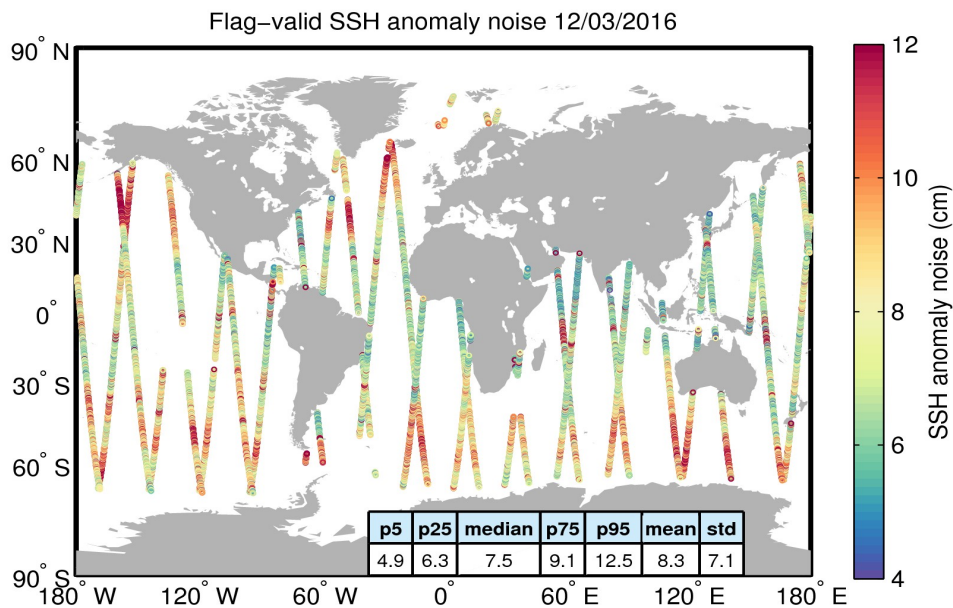 Flag−valid SSH anomaly noise 12/03/2016
90° N
60° N
30° N
0°
30° S
60° S
90° S
180° W 120° W 60° W 0° 60° E 120° E 180° E
p5 p25 median p75 p95 mean std
4.9 6.3 7.5 9.1 12.5 8.3 7.1
12
10
8
6
4
SSH anomaly noise (cm)